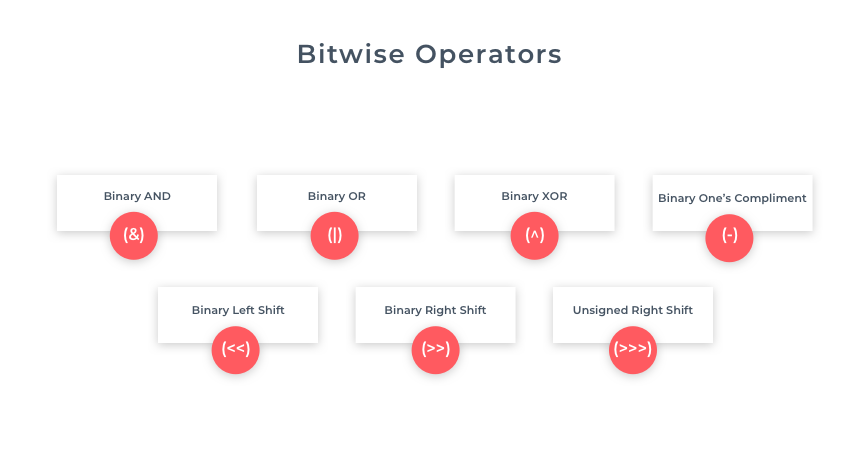 Bitwise Operators
Binary AND
(&)
Binary OR
(|)
Binary XOR
(^)
Binary One's Compliment
(-)
Binary Left Shift
(<<)
Binary Right Shift
(>>)
Unsigned Right Shift
(>>>)